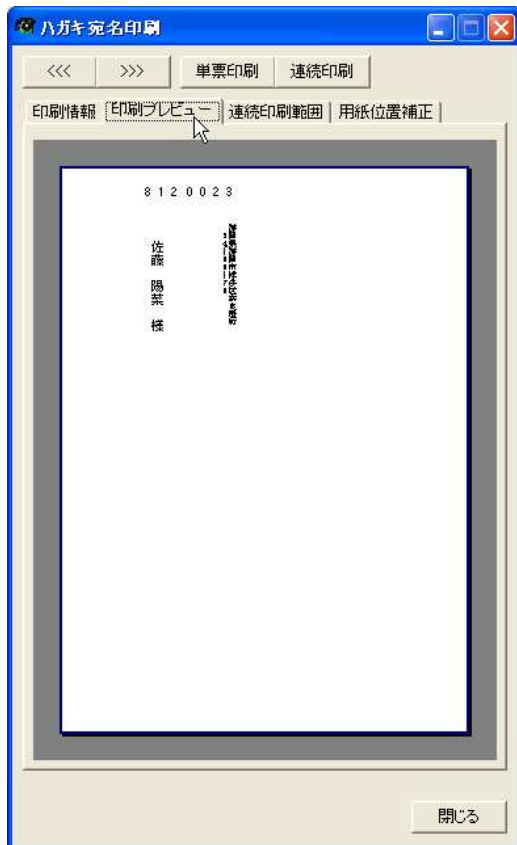 ハガキ宛名印刷
<<< >>> 単票印刷 連続印刷
印刷情報 印刷プレビュー 連続印刷範囲 用紙位置補正
8120023
佐藤 陽菜 様
閉じる